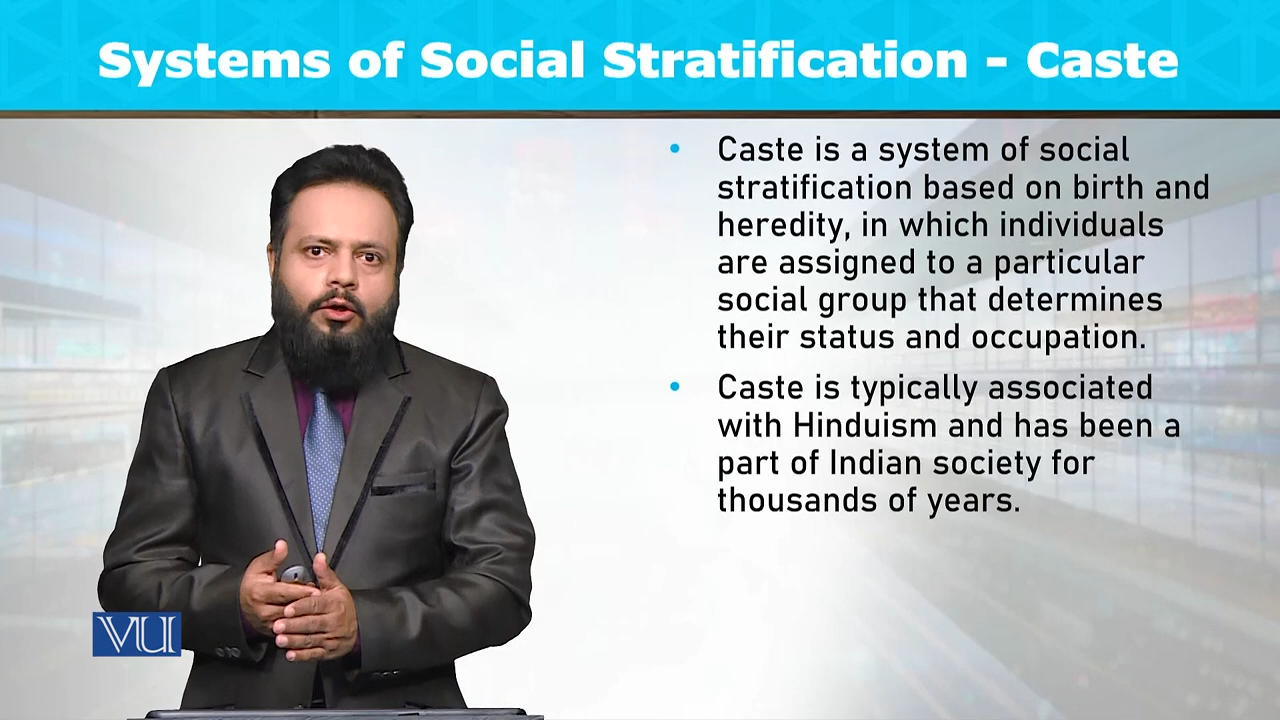 Systems of Social Stratification - Caste
• Caste is a system of social
stratification based on birth and
heredity, in which individuals
are assigned to a particular
social group that determines
their status and occupation.
• Caste is typically associated
with Hinduism and has been a
part of Indian society for
thousands of years.
VU